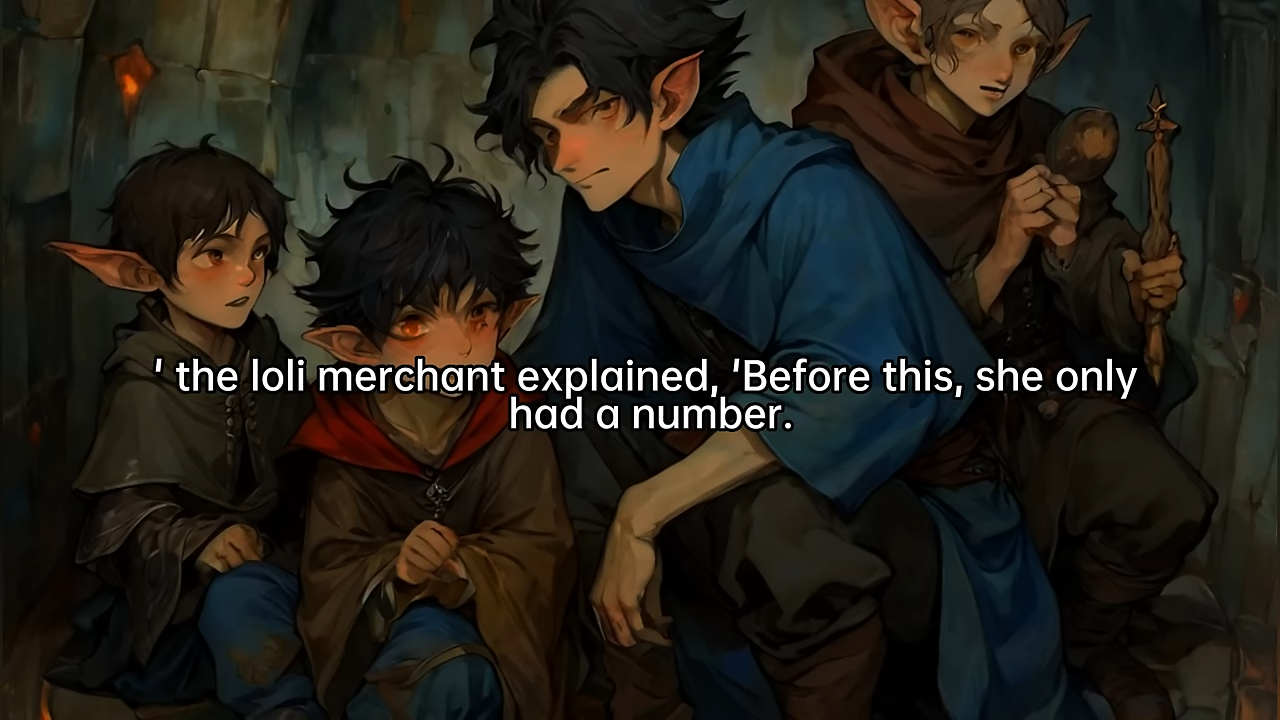 ' the loli merchant explained, 'Before this, she only
had a number.